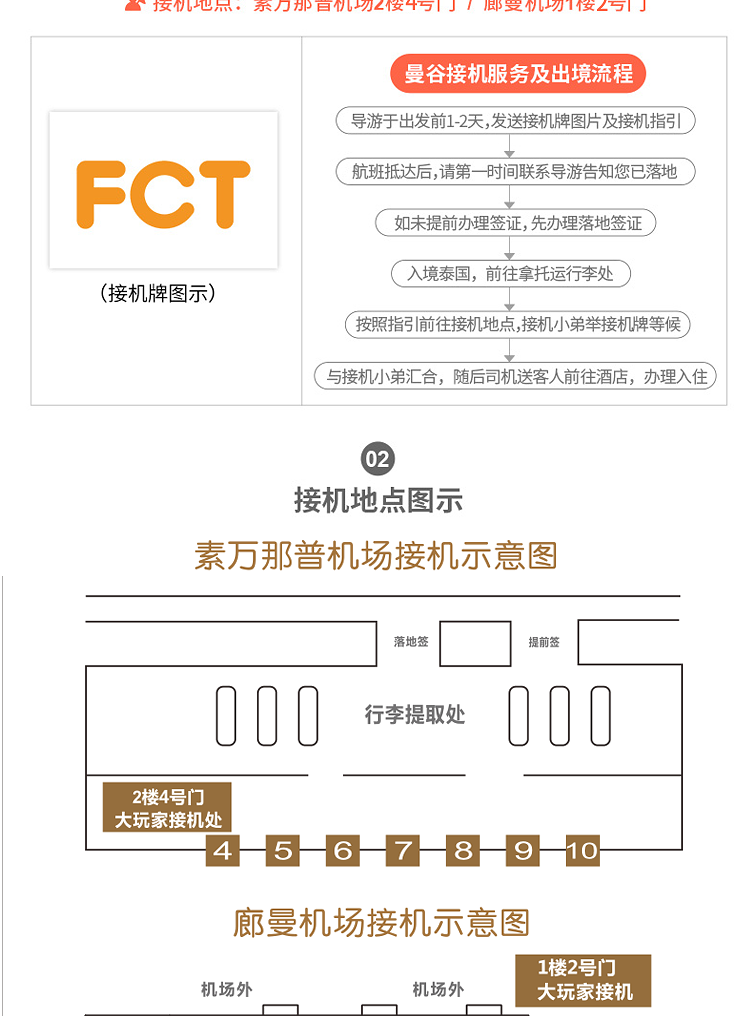 接机地点：素万那普机场2楼4号门 / 廊曼机场1楼2号门
FCT
（接机牌图示）
曼谷接机服务及出境流程
导游于出发前1-2天,发送接机牌图片及接机指引
航班抵达后,请第一时间联系导游告知您已落地
如未提前办理签证,先办理落地签证
入境泰国，前往拿托运行李处
按照指引前往接机地点,接机小弟举接机牌等候
与接机小弟汇合，随后司机送客人前往酒店，办理入住
02
接机地点图示
素万那普机场接机示意图
落地签
提前签
行李提取处
2楼4号门
大玩家接机处
4 5 6 7 8 9 10
廊曼机场接机示意图
1楼2号门
大玩家接机
机场外 机场外